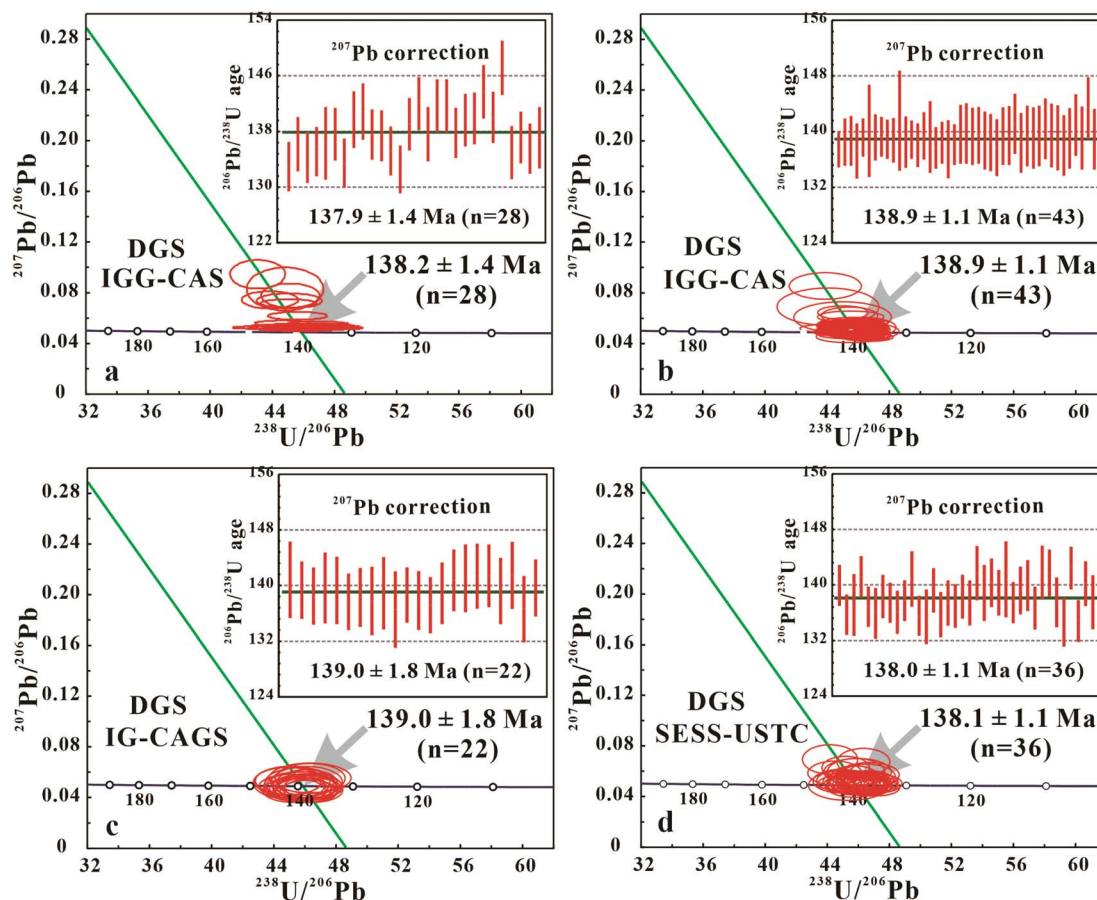 0.28
0.24
0.20
0.16
0.12
0.08
0.04
0
²⁰⁷Pb/²⁰⁶Pb
154
146
138
130
122
²⁰⁶Pb/²³⁸U age
²⁰⁷Pb correction
137.9 ± 1.4 Ma (n=28)
DGS
IGG-CAS
138.2 ± 1.4 Ma
(n=28)
180
160
140
120
a
32
36
40
44
48
52
56
60
²³⁸U/²⁰⁶Pb
0.28
0.24
0.20
0.16
0.12
0.08
0.04
0
²⁰⁷Pb/²⁰⁶Pb
156
148
140
132
124
²⁰⁶Pb/²³⁸U age
²⁰⁷Pb correction
138.9 ± 1.1 Ma (n=43)
DGS
IGG-CAS
138.9 ± 1.1 Ma
(n=43)
180
160
140
120
b
32
36
40
44
48
52
56
60
²³⁸U/²⁰⁶Pb
0.28
0.24
0.20
0.16
0.12
0.08
0.04
0
²⁰⁷Pb/²⁰⁶Pb
156
148
140
132
124
²⁰⁶Pb/²³⁸U age
²⁰⁷Pb correction
139.0 ± 1.8 Ma (n=22)
DGS
IG-CAGS
139.0 ± 1.8 Ma
(n=22)
180
160
140
120
c
32
36
40
44
48
52
56
60
²³⁸U/²⁰⁶Pb
0.28
0.24
0.20
0.16
0.12
0.08
0.04
0
²⁰⁷Pb/²⁰⁶Pb
156
148
140
132
124
²⁰⁶Pb/²³⁸U age
²⁰⁷Pb correction
138.0 ± 1.1 Ma (n=36)
DGS
SESS-USTC
138.1 ± 1.1 Ma
(n=36)
180
160
140
120
d
32
36
40
44
48
52
56
60
²³⁸U/²⁰⁶Pb